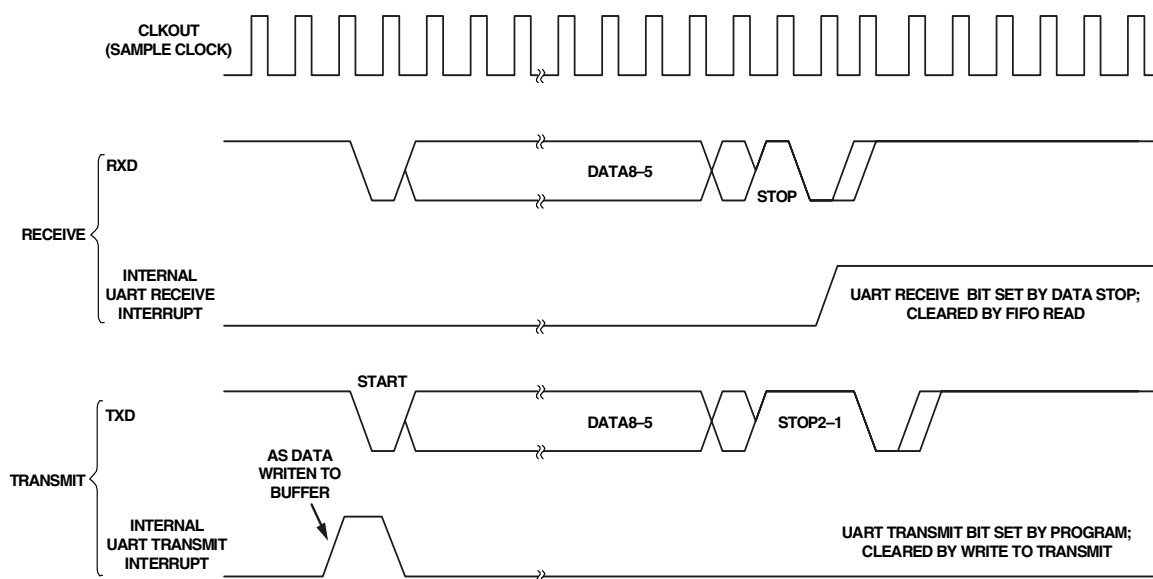 CLKOUT
(SAMPLE CLOCK)
RXD
DATA8–5
STOP
RECEIVE
INTERNAL
UART RECEIVE
INTERRUPT
UART RECEIVE BIT SET BY DATA STOP;
CLEARED BY FIFO READ
START
TXD
DATA8–5
STOP2–1
TRANSMIT
AS DATA
WRITEN TO
BUFFER
INTERNAL
UART TRANSMIT
INTERRUPT
UART TRANSMIT BIT SET BY PROGRAM;
CLEARED BY WRITE TO TRANSMIT